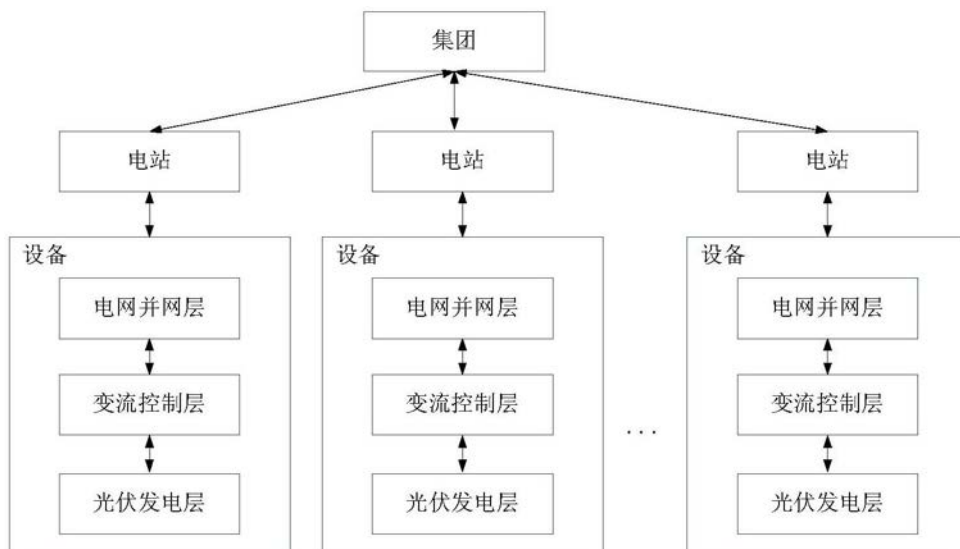 集团
电站
电站
电站
设备
设备
设备
电网并网层
电网并网层
电网并网层
变流控制层
变流控制层
变流控制层
...
光伏发电层
光伏发电层
光伏发电层